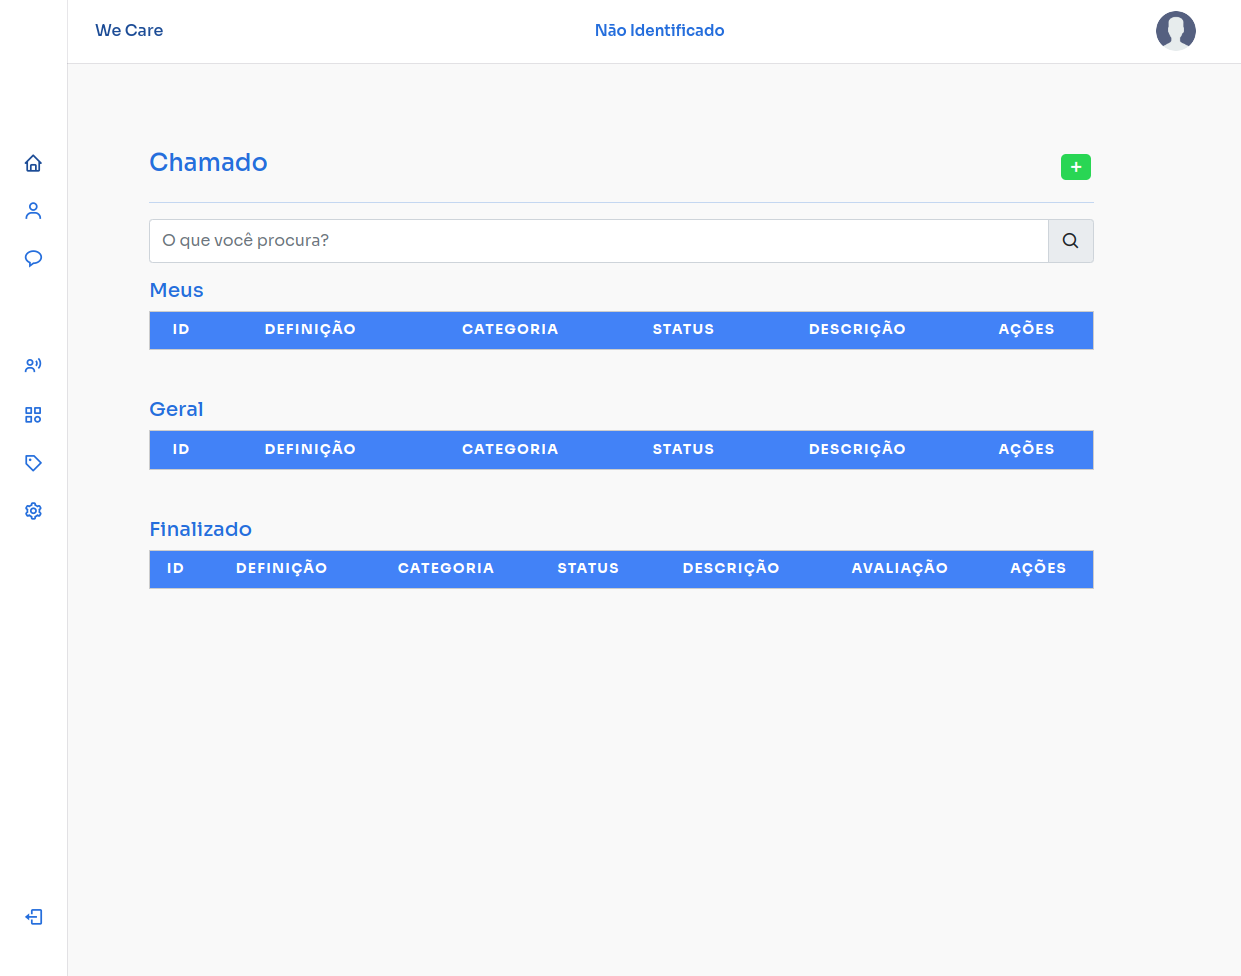 We Care Não Identificado
Chamado
+
O que você procura?
Meus
ID DEFINIÇÃO CATEGORIA STATUS DESCRIÇÃO AÇÕES
Geral
ID DEFINIÇÃO CATEGORIA STATUS DESCRIÇÃO AÇÕES
Finalizado
ID DEFINIÇÃO CATEGORIA STATUS DESCRIÇÃO AVALIAÇÃO AÇÕES